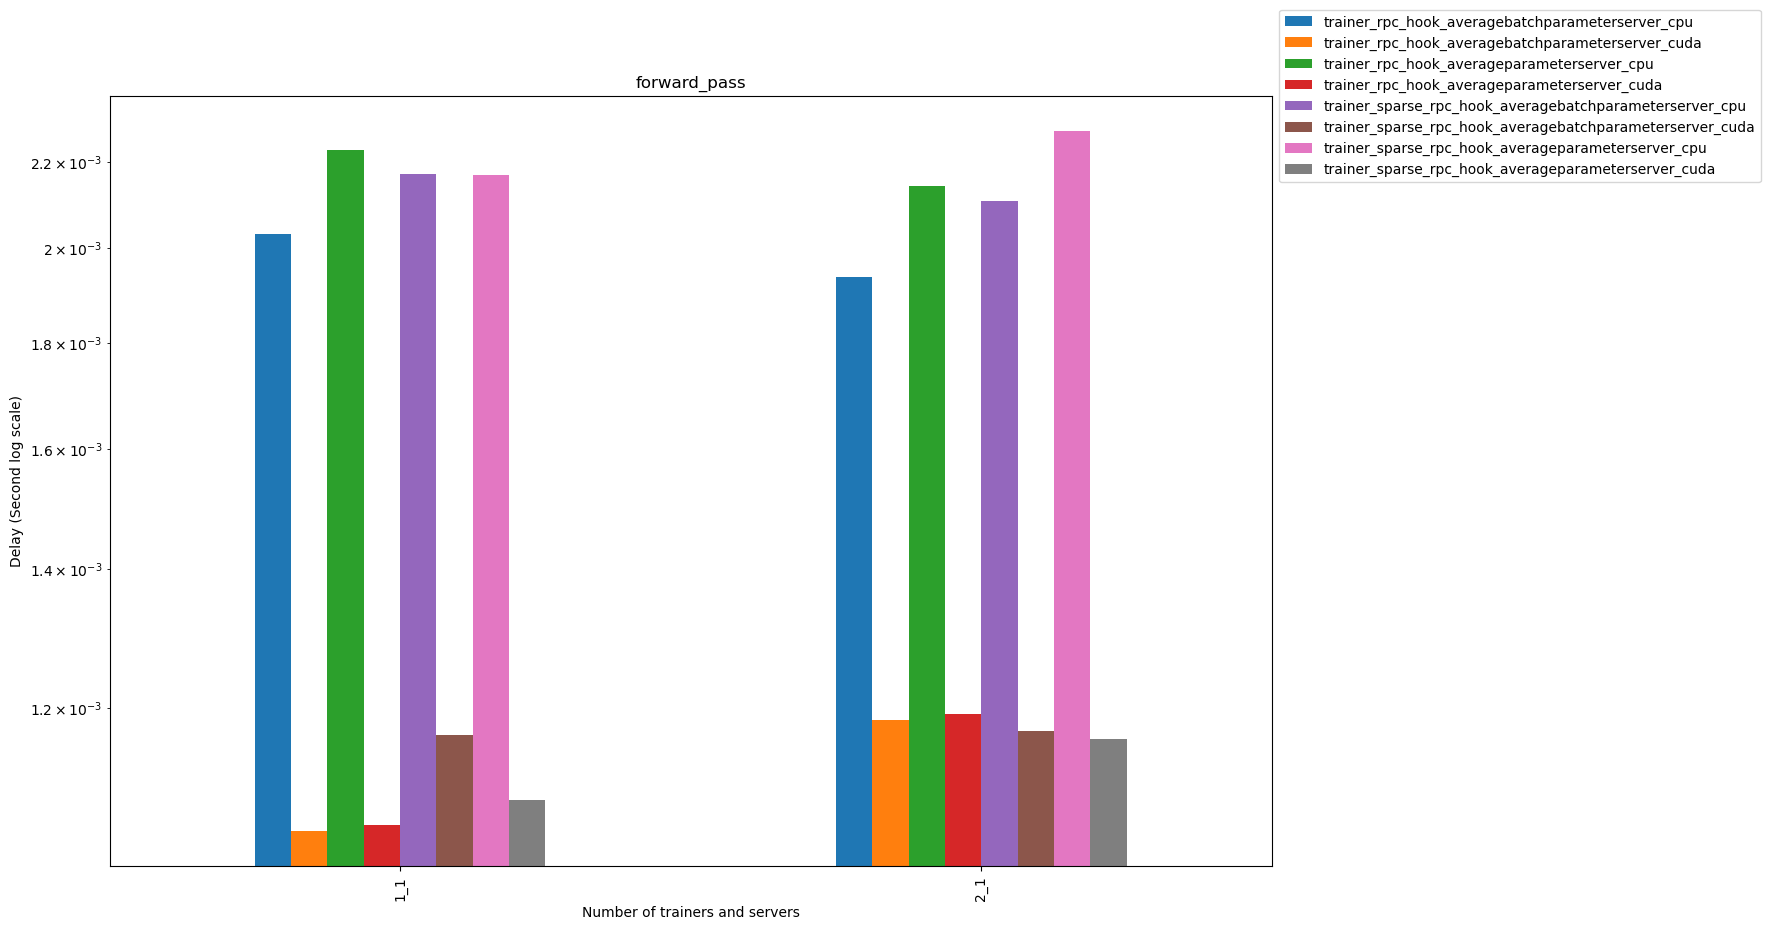 trainer_rpc_hook_averagebatchparameterserver_cpu
trainer_rpc_hook_averagebatchparameterserver_cuda
trainer_rpc_hook_averageparameterserver_cpu
trainer_rpc_hook_averageparameterserver_cuda
trainer_sparse_rpc_hook_averagebatchparameterserver_cpu
trainer_sparse_rpc_hook_averagebatchparameterserver_cuda
trainer_sparse_rpc_hook_averageparameterserver_cpu
trainer_sparse_rpc_hook_averageparameterserver_cuda
forward_pass
Delay (Second log scale)
2.2 × 10⁻³
2 × 10⁻³
1.8 × 10⁻³
1.6 × 10⁻³
1.4 × 10⁻³
1.2 × 10⁻³
1_1
2_1
Number of trainers and servers